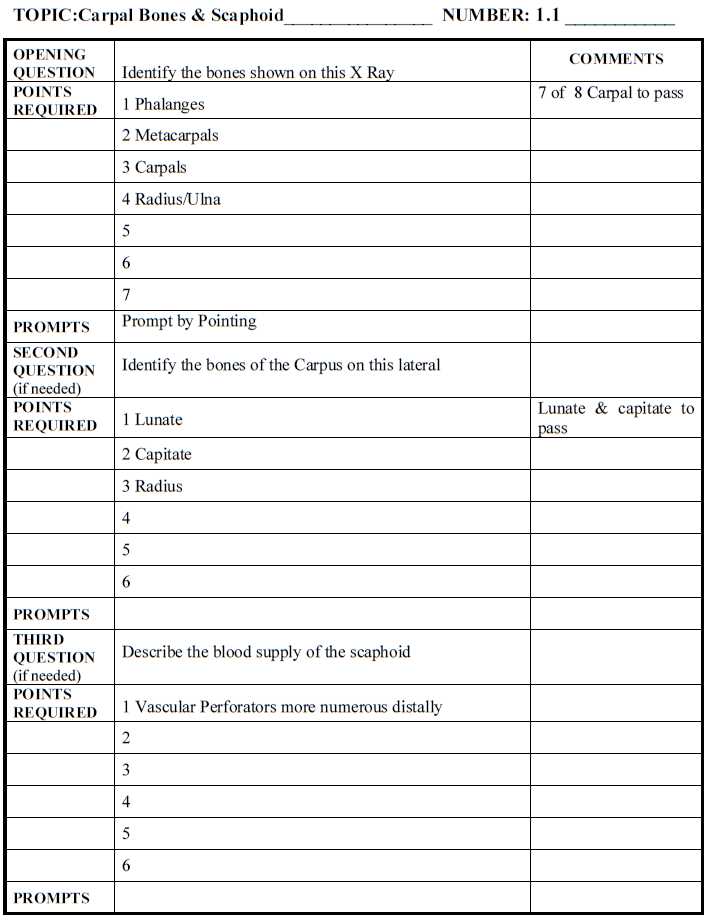 TOPIC:Carpal Bones & Scaphoid________________ NUMBER: 1.1 ____________
OPENING
QUESTION
Identify the bones shown on this X Ray
COMMENTS
POINTS
REQUIRED
1 Phalanges
7 of 8 Carpal to pass
2 Metacarpals
3 Carpals
4 Radius/Ulna
5
6
7
PROMPTS
Prompt by Pointing
SECOND
QUESTION
(if needed)
Identify the bones of the Carpus on this lateral
POINTS
REQUIRED
1 Lunate
Lunate & capitate to
pass
2 Capitate
3 Radius
4
5
6
PROMPTS
THIRD
QUESTION
(if needed)
Describe the blood supply of the scaphoid
POINTS
REQUIRED
1 Vascular Perforators more numerous distally
2
3
4
5
6
PROMPTS